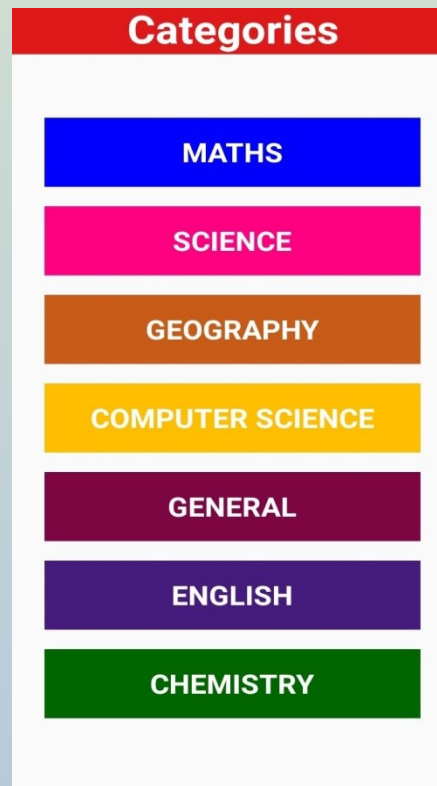 Categories
MATHS
SCIENCE
GEOGRAPHY
COMPUTER SCIENCE
GENERAL
ENGLISH
CHEMISTRY